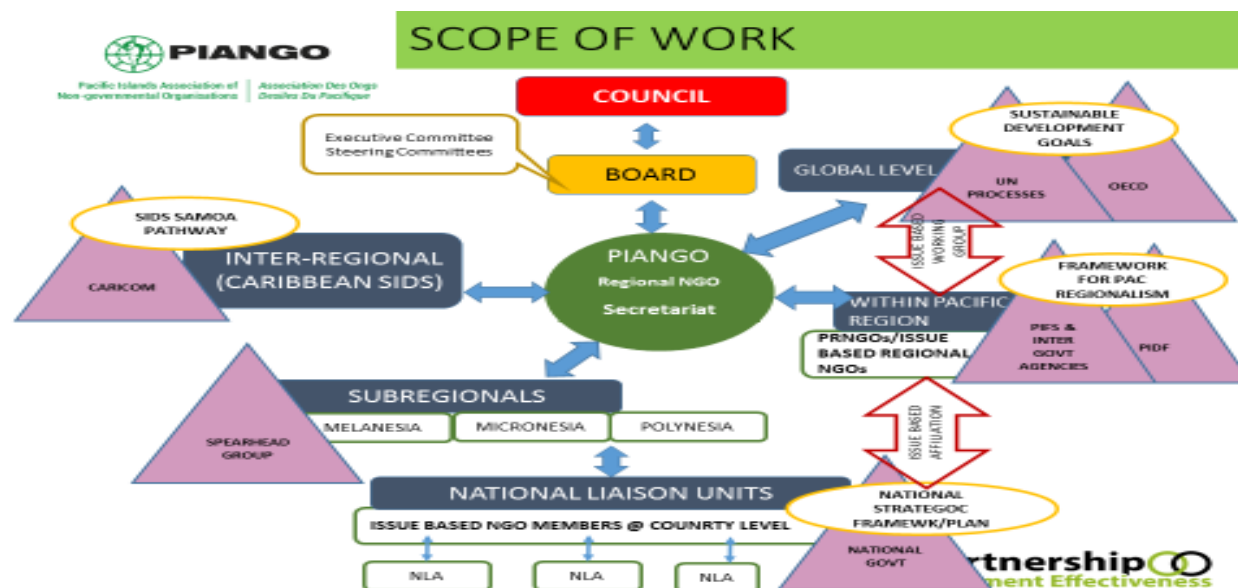 PIANGO
Pacific Islands Association of
Non-governmental Organisations
Association Des Ongs
Desiles Du Pacifique
SCOPE OF WORK
COUNCIL
Executive Committee
Steering Committees
BOARD
GLOBAL LEVEL
SUSTAINABLE
DEVELOPMENT
GOALS
UN
PROCESSES
OECD
SIDS SAMOA
PATHWAY
INTER-REGIONAL
(CARIBBEAN SIDS)
CARICOM
PIANGO
Regional NGO
Secretariat
ISSUE BASED
WORKING
GROUP
FRAMEWORK
FOR PAC
REGIONALISM
WITHIN PACIFIC
REGION
PRNGOs/ISSUE
BASED REGIONAL
NGOs
PIFS &
INTER
GOVT
AGENCIES
PIDF
SUBREGIONALS
MELANESIA
MICRONESIA
POLYNESIA
SPEARHEAD
GROUP
ISSUE BASED
AFFILIATION
NATIONAL LIAISON UNITS
ISSUE BASED NGO MEMBERS @ COUNRTY LEVEL
NATIONAL
STRATEGOC
FRAMEWK/PLAN
NATIONAL
GOVT
NLA
NLA
NLA
rtnership
ment Effectiveness